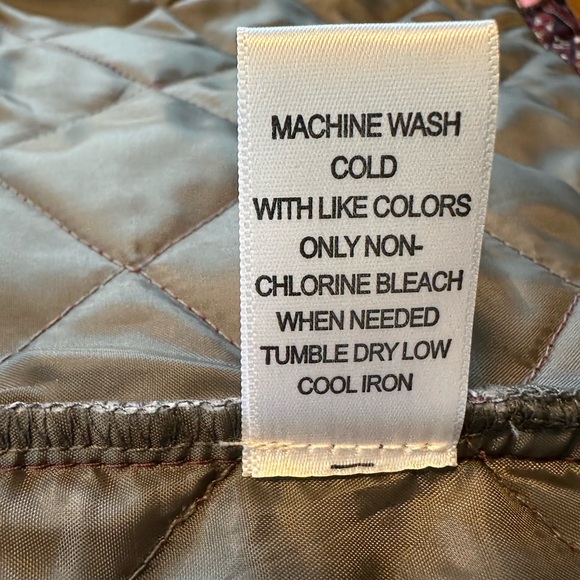 MACHINE WASH
COLD
WITH LIKE COLORS
ONLY NON-
CHLORINE BLEACH
WHEN NEEDED
TUMBLE DRY LOW
COOL IRON